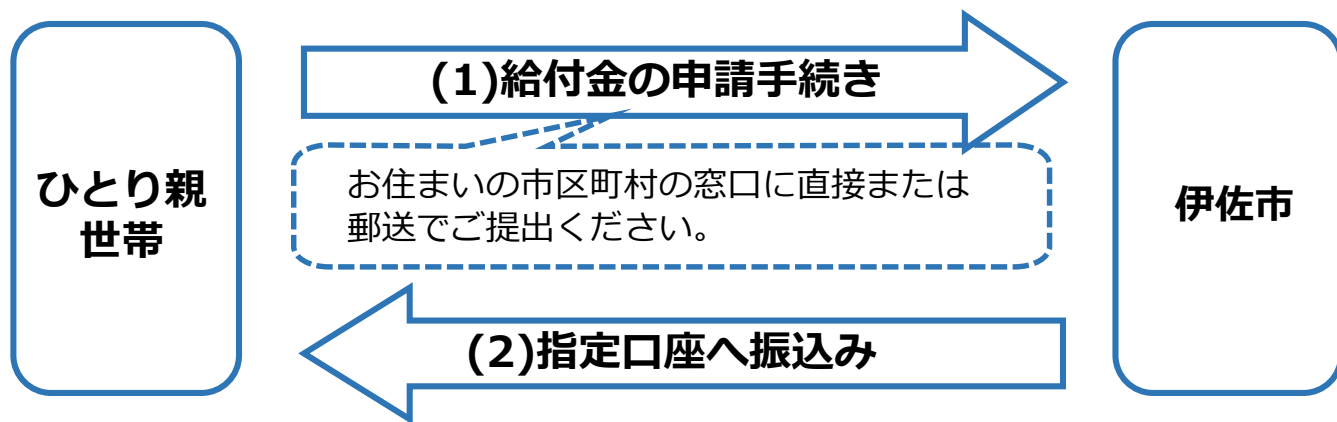 (1)給付金の申請手続き
ひとり親
世帯
お住まいの市区町村の窓口に直接または
郵送でご提出ください。
伊佐市
(2)指定口座へ振込み